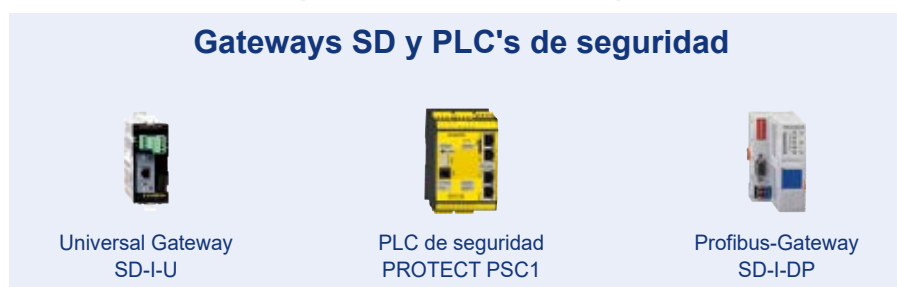 Gateways SD y PLC's de seguridad
Universal Gateway
SD-I-U
PLC de seguridad
PROTECT PSC1
Profibus-Gateway
SD-I-DP